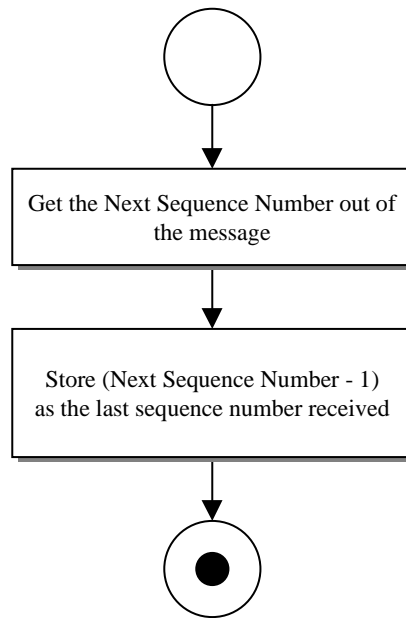 Get the Next Sequence Number out of
the message
Store (Next Sequence Number - 1)
as the last sequence number received